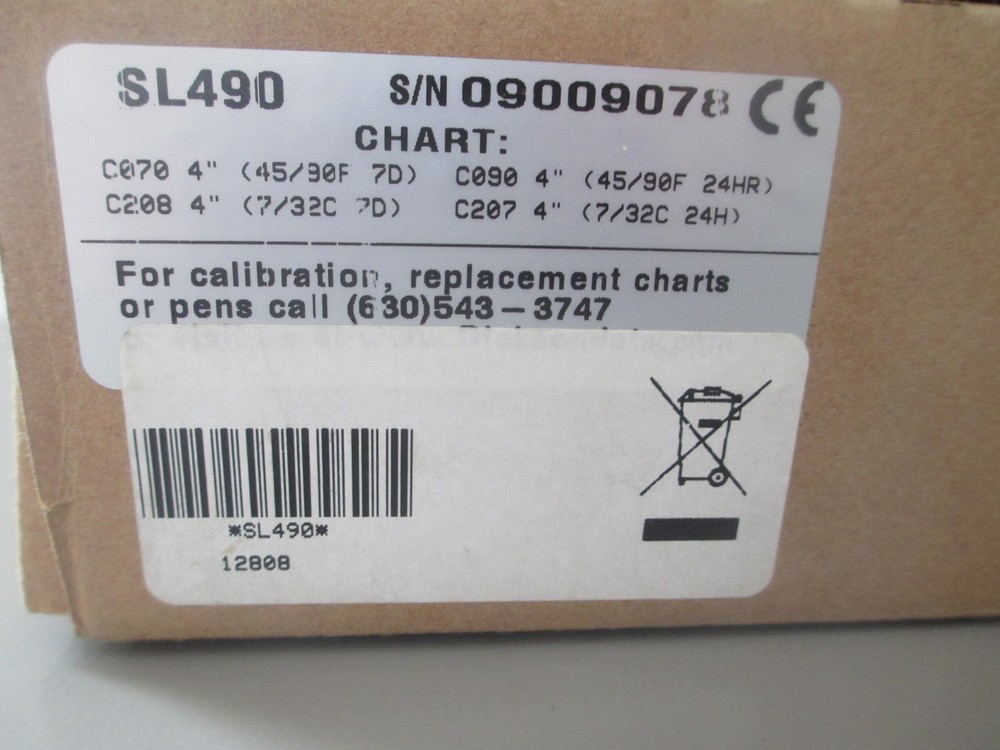 SL490 S/N 09009078 CE
CHART:
C070 4" (45/90F 7D) C090 4" (45/90F 24HR)
C208 4" (7/32C 7D) C207 4" (7/32C 24H)
For calibration, replacement charts
or pens call (630)543-3747
*SL490*
12808